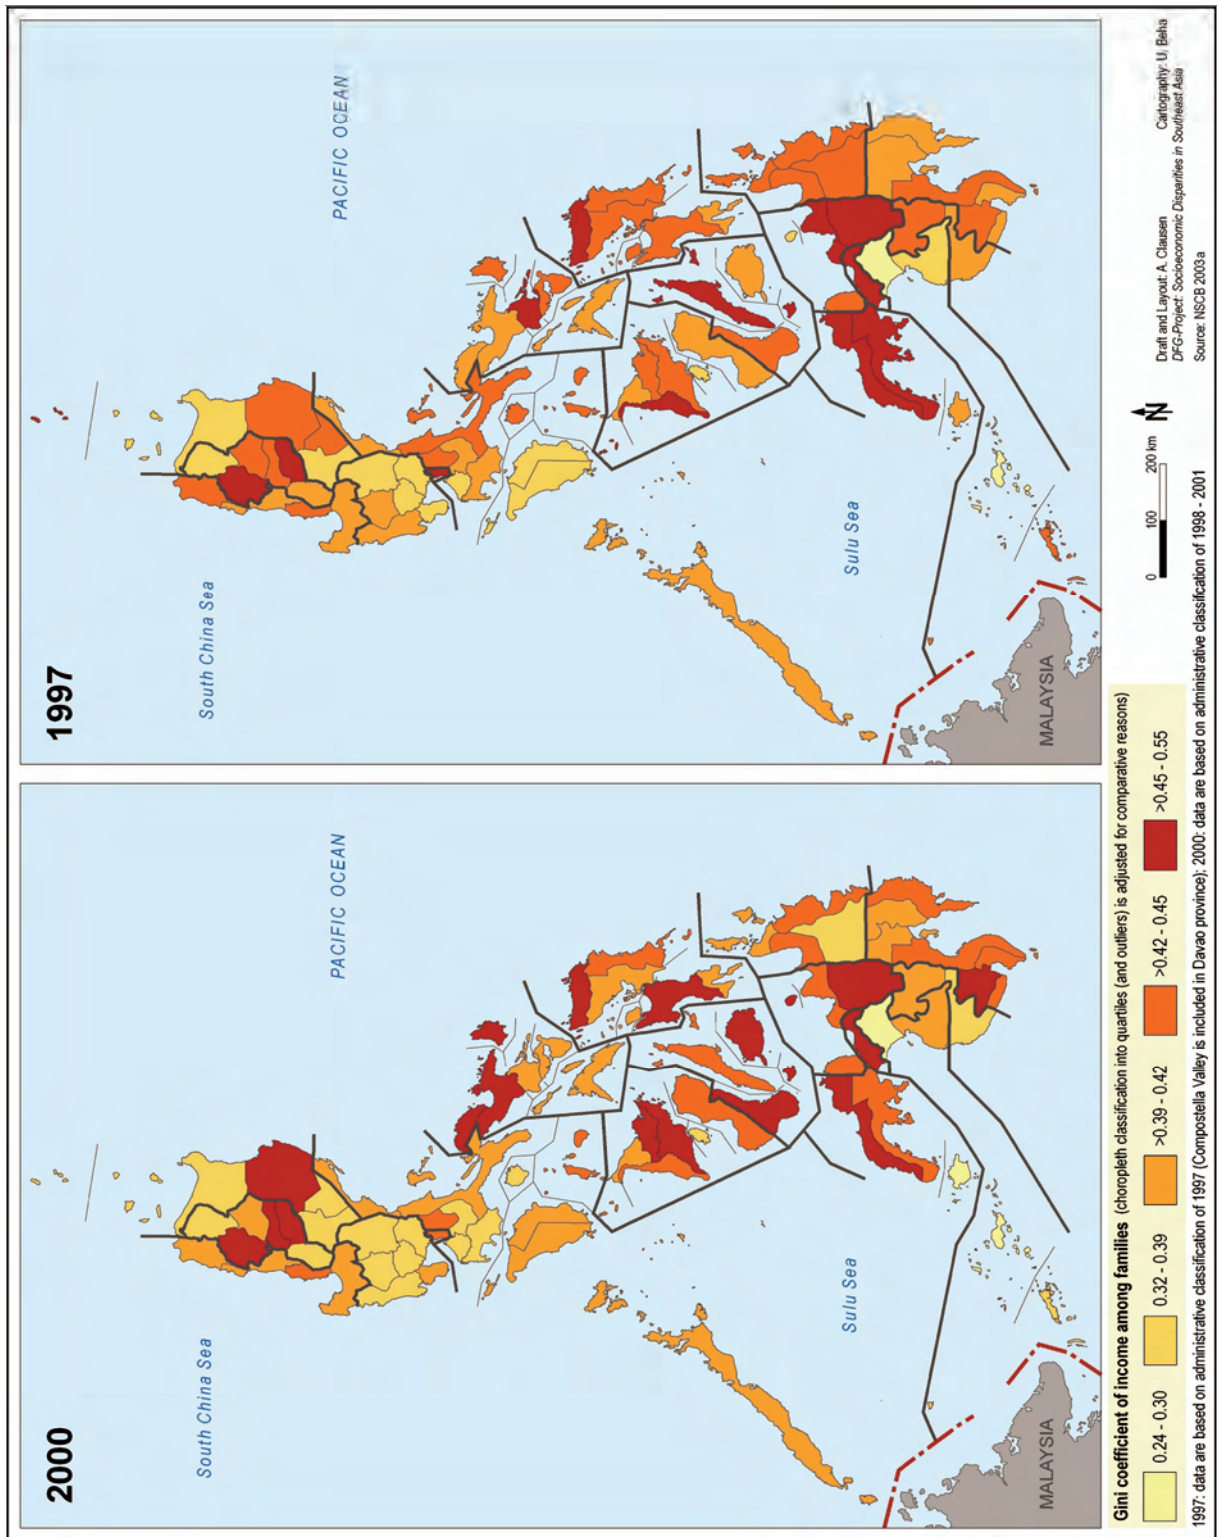 2000
South China Sea
PACIFIC OCEAN
Sulu Sea
MALAYSIA
1997
South China Sea
PACIFIC OCEAN
Sulu Sea
MALAYSIA
Gini coefficient of income among families (choropleth classification into quartiles (and outliers) is adjusted for comparative reasons)
0.24 - 0.30
0.32 - 0.39
>0.39 - 0.42
>0.42 - 0.45
>0.45 - 0.55
0 100 200 km
N
Draft and Layout: A. Clausen Cartography: U. Beha
DFG-Project: Socioeconomic Disparities in Southeast Asia
Source: NSCB 2003a
1997: data are based on administrative classification of 1997 (Compostella Valley is included in Davao province); 2000: data are based on administrative classification of 1998 - 2001